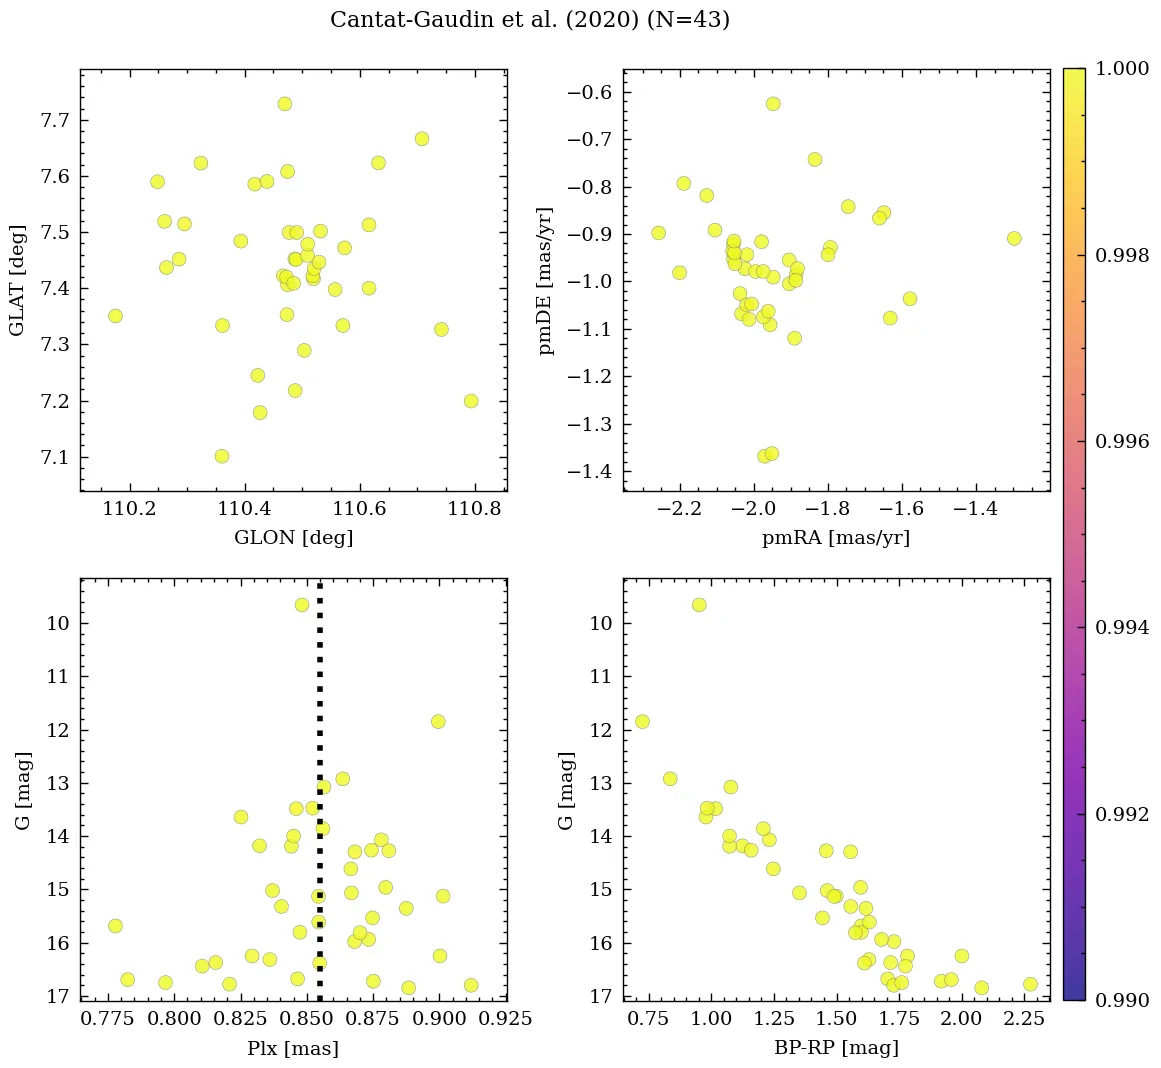 Cantat-Gaudin et al. (2020) (N=43)
7.7
7.6
7.5
7.4
7.3
7.2
7.1
GLAT [deg]
110.2 110.4 110.6 110.8
GLON [deg]
−0.6
−0.7
−0.8
−0.9
−1.0
−1.1
−1.2
−1.3
−1.4
pmDE [mas/yr]
−2.2 −2.0 −1.8 −1.6 −1.4
pmRA [mas/yr]
10
11
12
13
14
15
16
17
G [mag]
0.775 0.800 0.825 0.850 0.875 0.900 0.925
Plx [mas]
10
11
12
13
14
15
16
17
G [mag]
0.75 1.00 1.25 1.50 1.75 2.00 2.25
BP-RP [mag]
1.000
0.998
0.996
0.994
0.992
0.990